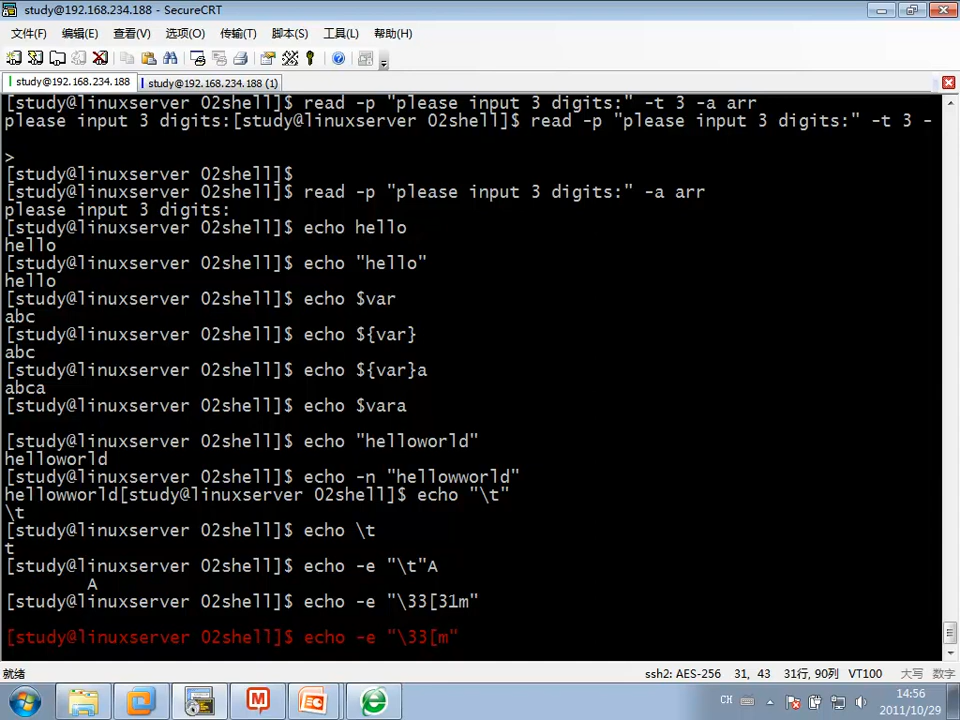 study@192.168.234.188 - SecureCRT
文件(F) 编辑(E) 查看(V) 选项(O) 传输(T) 脚本(S) 工具(L) 帮助(H)
study@192.168.234.188 study@192.168.234.188 (1)
[study@linuxserver 02shell]$ read -p "please input 3 digits:" -t 3 -a arr
please input 3 digits:[study@linuxserver 02shell]$ read -p "please input 3 digits:" -t 3 -
>
[study@linuxserver 02shell]$
[study@linuxserver 02shell]$ read -p "please input 3 digits:" -a arr
please input 3 digits:
[study@linuxserver 02shell]$ echo hello
hello
[study@linuxserver 02shell]$ echo "hello"
hello
[study@linuxserver 02shell]$ echo $var
abc
[study@linuxserver 02shell]$ echo ${var}
abc
[study@linuxserver 02shell]$ echo ${var}a
abca
[study@linuxserver 02shell]$ echo $vara
[study@linuxserver 02shell]$ echo "helloworld"
helloworld
[study@linuxserver 02shell]$ echo -n "hellowworld"
hellowworld[study@linuxserver 02shell]$ echo "\t"
\t
[study@linuxserver 02shell]$ echo \t
t
[study@linuxserver 02shell]$ echo -e "\t"A
A
[study@linuxserver 02shell]$ echo -e "\33[31m"
[study@linuxserver 02shell]$ echo -e "\33[m"
就绪 ssh2: AES-256 31, 43 31行, 90列 VT100 大写 数字
CH 14:56
2011/10/29